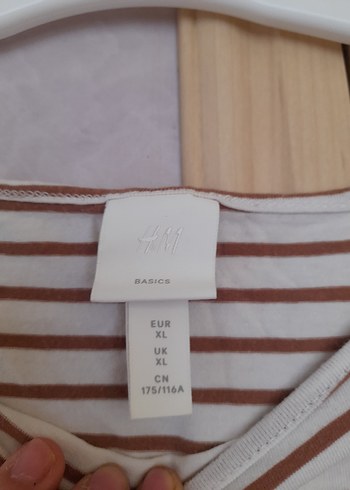 H&M
BASICS
EUR
XL
UK
XL
CN
175/116A